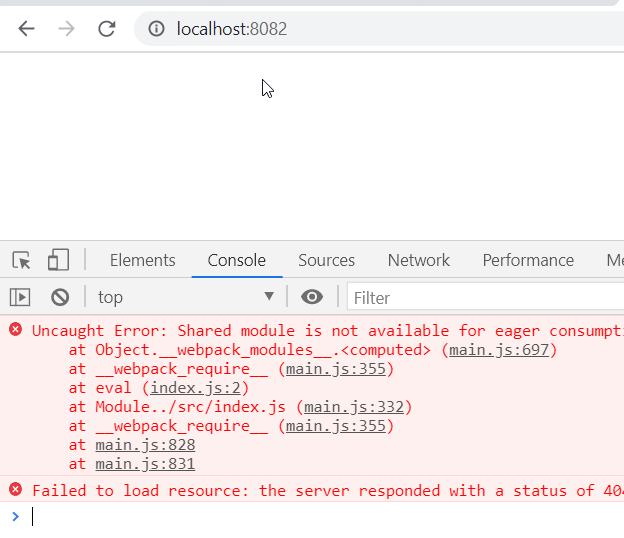 localhost:8082
Elements Console Sources Network Performance Me
top Filter
Uncaught Error: Shared module is not available for eager consumpti
at Object.__webpack_modules__.<computed> (main.js:697)
at __webpack_require__ (main.js:355)
at eval (index.js:2)
at Module../src/index.js (main.js:332)
at __webpack_require__ (main.js:355)
at main.js:828
at main.js:831
Failed to load resource: the server responded with a status of 404